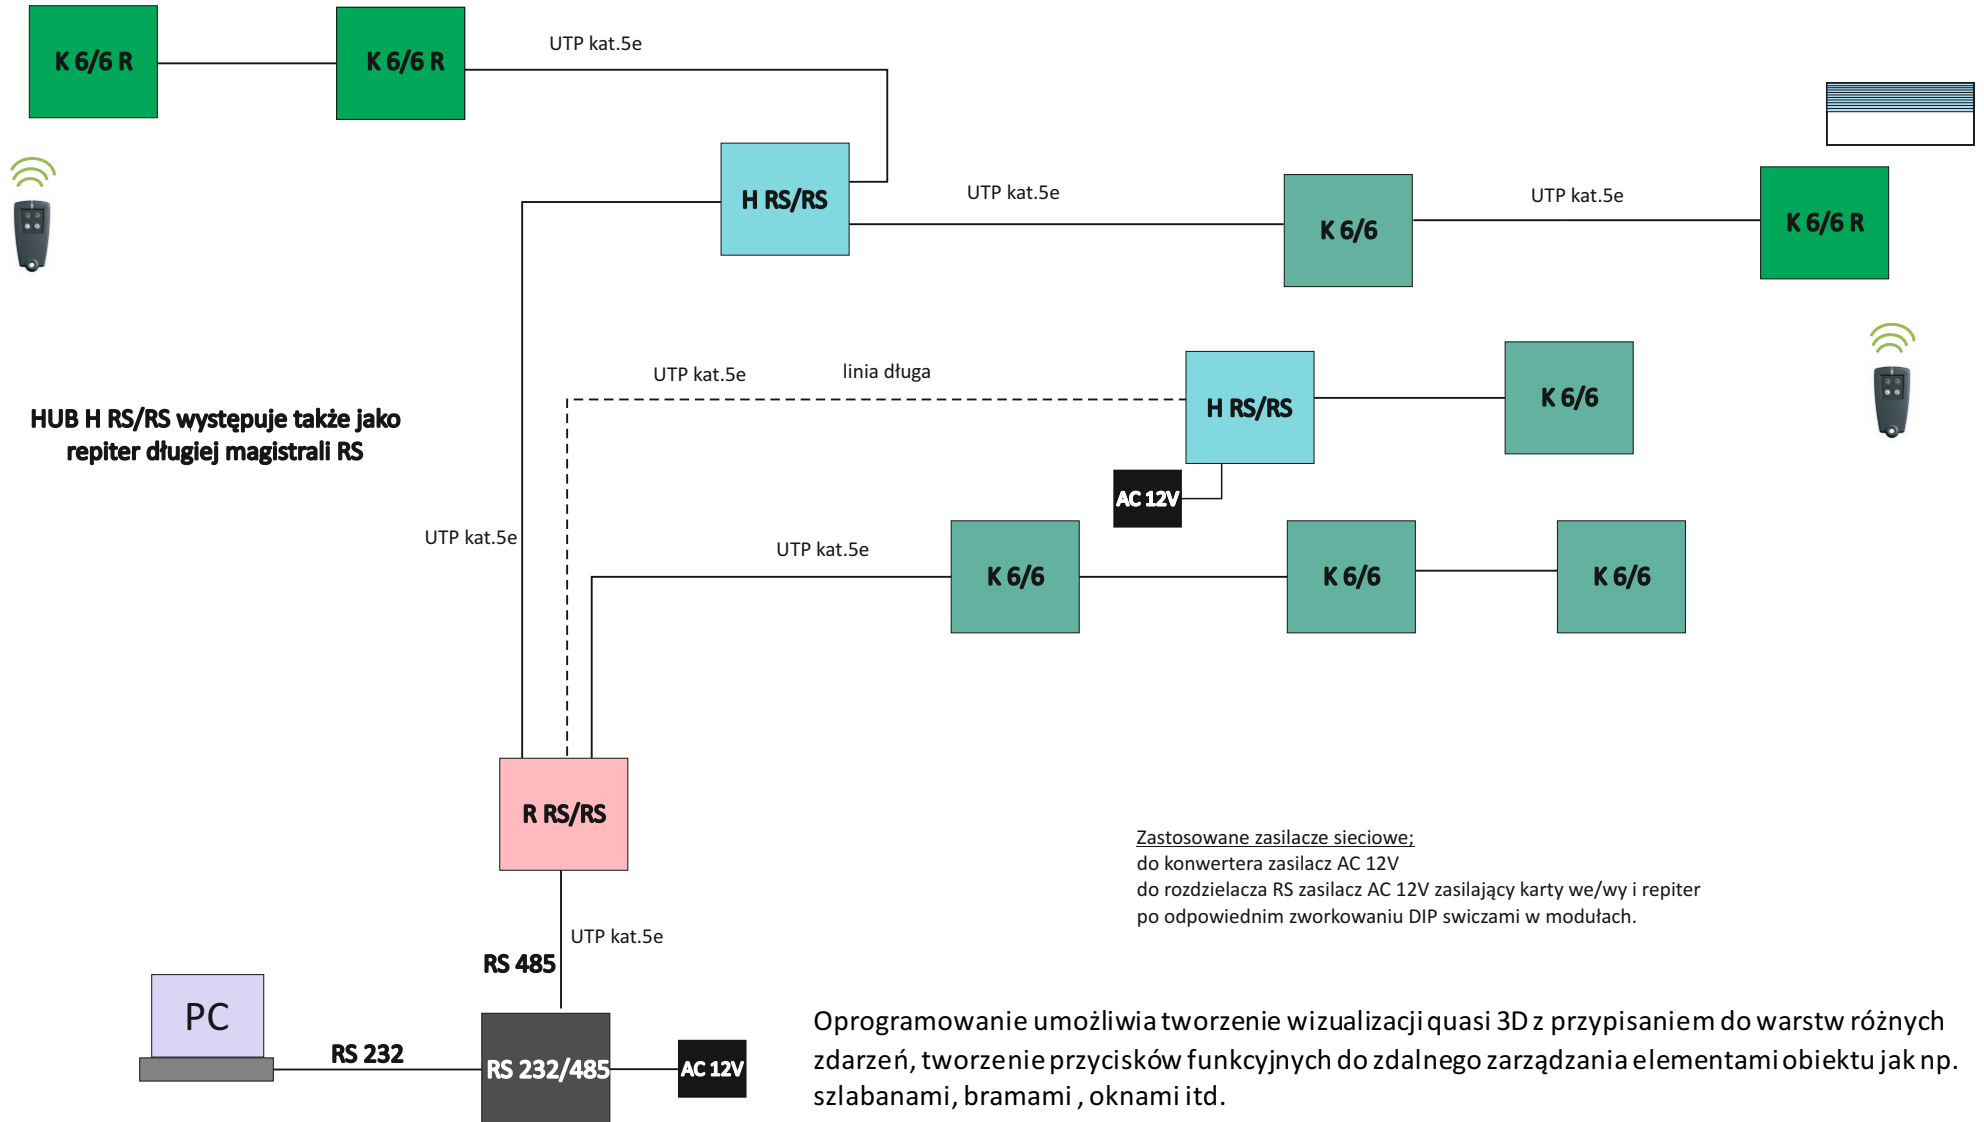 K 6/6 R
K 6/6 R
UTP kat.5e
H RS/RS
UTP kat.5e
K 6/6
UTP kat.5e
K 6/6 R
UTP kat.5e
linia długa
H RS/RS
K 6/6
HUB H RS/RS występuje także jako
repiter długiej magistrali RS
AC 12V
UTP kat.5e
UTP kat.5e
K 6/6
K 6/6
K 6/6
R RS/RS
Zastosowane zasilacze sieciowe;
do konwertera zasilacz AC 12V
do rozdzielacza RS zasilacz AC 12V zasilający karty we/wy i repiter
po odpowiednim zworkowaniu DIP swiczami w modułach.
UTP kat.5e
RS 485
PC
RS 232
RS 232/485
AC 12V
Oprogramowanie umożliwia tworzenie wizualizacji quasi 3D z przypisaniem do warstw różnych
zdarzeń, tworzenie przycisków funkcyjnych do zdalnego zarządzania elementami obiektu jak np.
szlabanami, bramami , oknami itd.